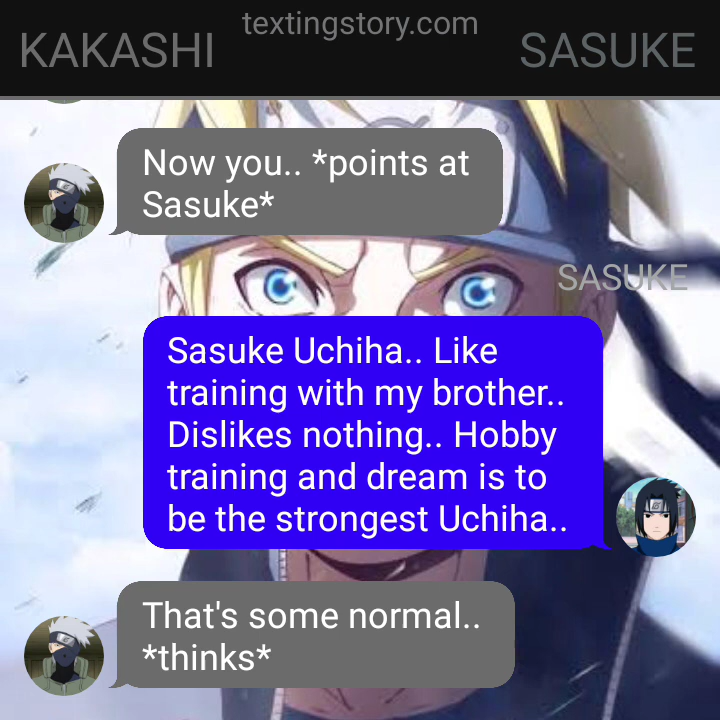 textingstory.com
KAKASHI
SASUKE
Now you.. *points at
Sasuke*
SASUKE
Sasuke Uchiha.. Like
training with my brother..
Dislikes nothing.. Hobby
training and dream is to
be the strongest Uchiha..
That's some normal..
*thinks*